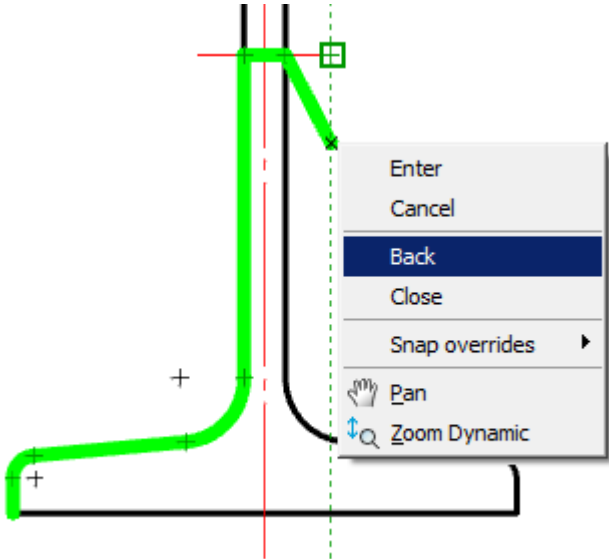 Enter
Cancel
Back
Close
Snap overrides
Pan
Zoom Dynamic